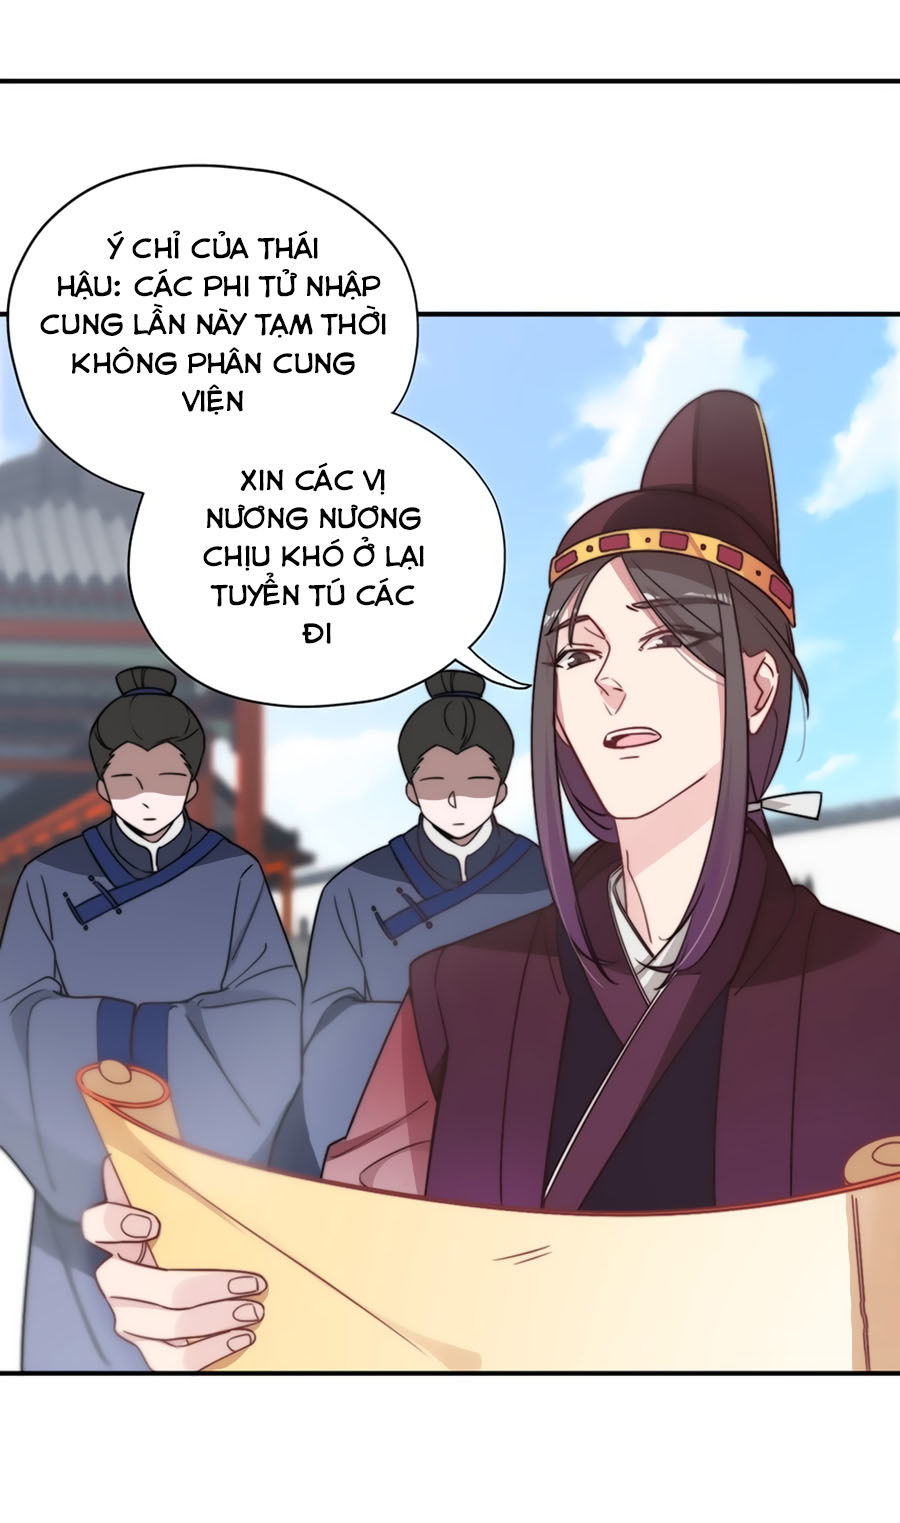 Ý CHỈ CỦA THÁI
HẬU: CÁC PHI TỬ NHẬP
CUNG LẦN NÀY TẠM THỜI
KHÔNG PHÂN CUNG
VIỆN
XIN CÁC VỊ
NƯƠNG NƯƠNG
CHỊU KHÓ Ở LẠI
TUYỂN TÚ CÁC
ĐI